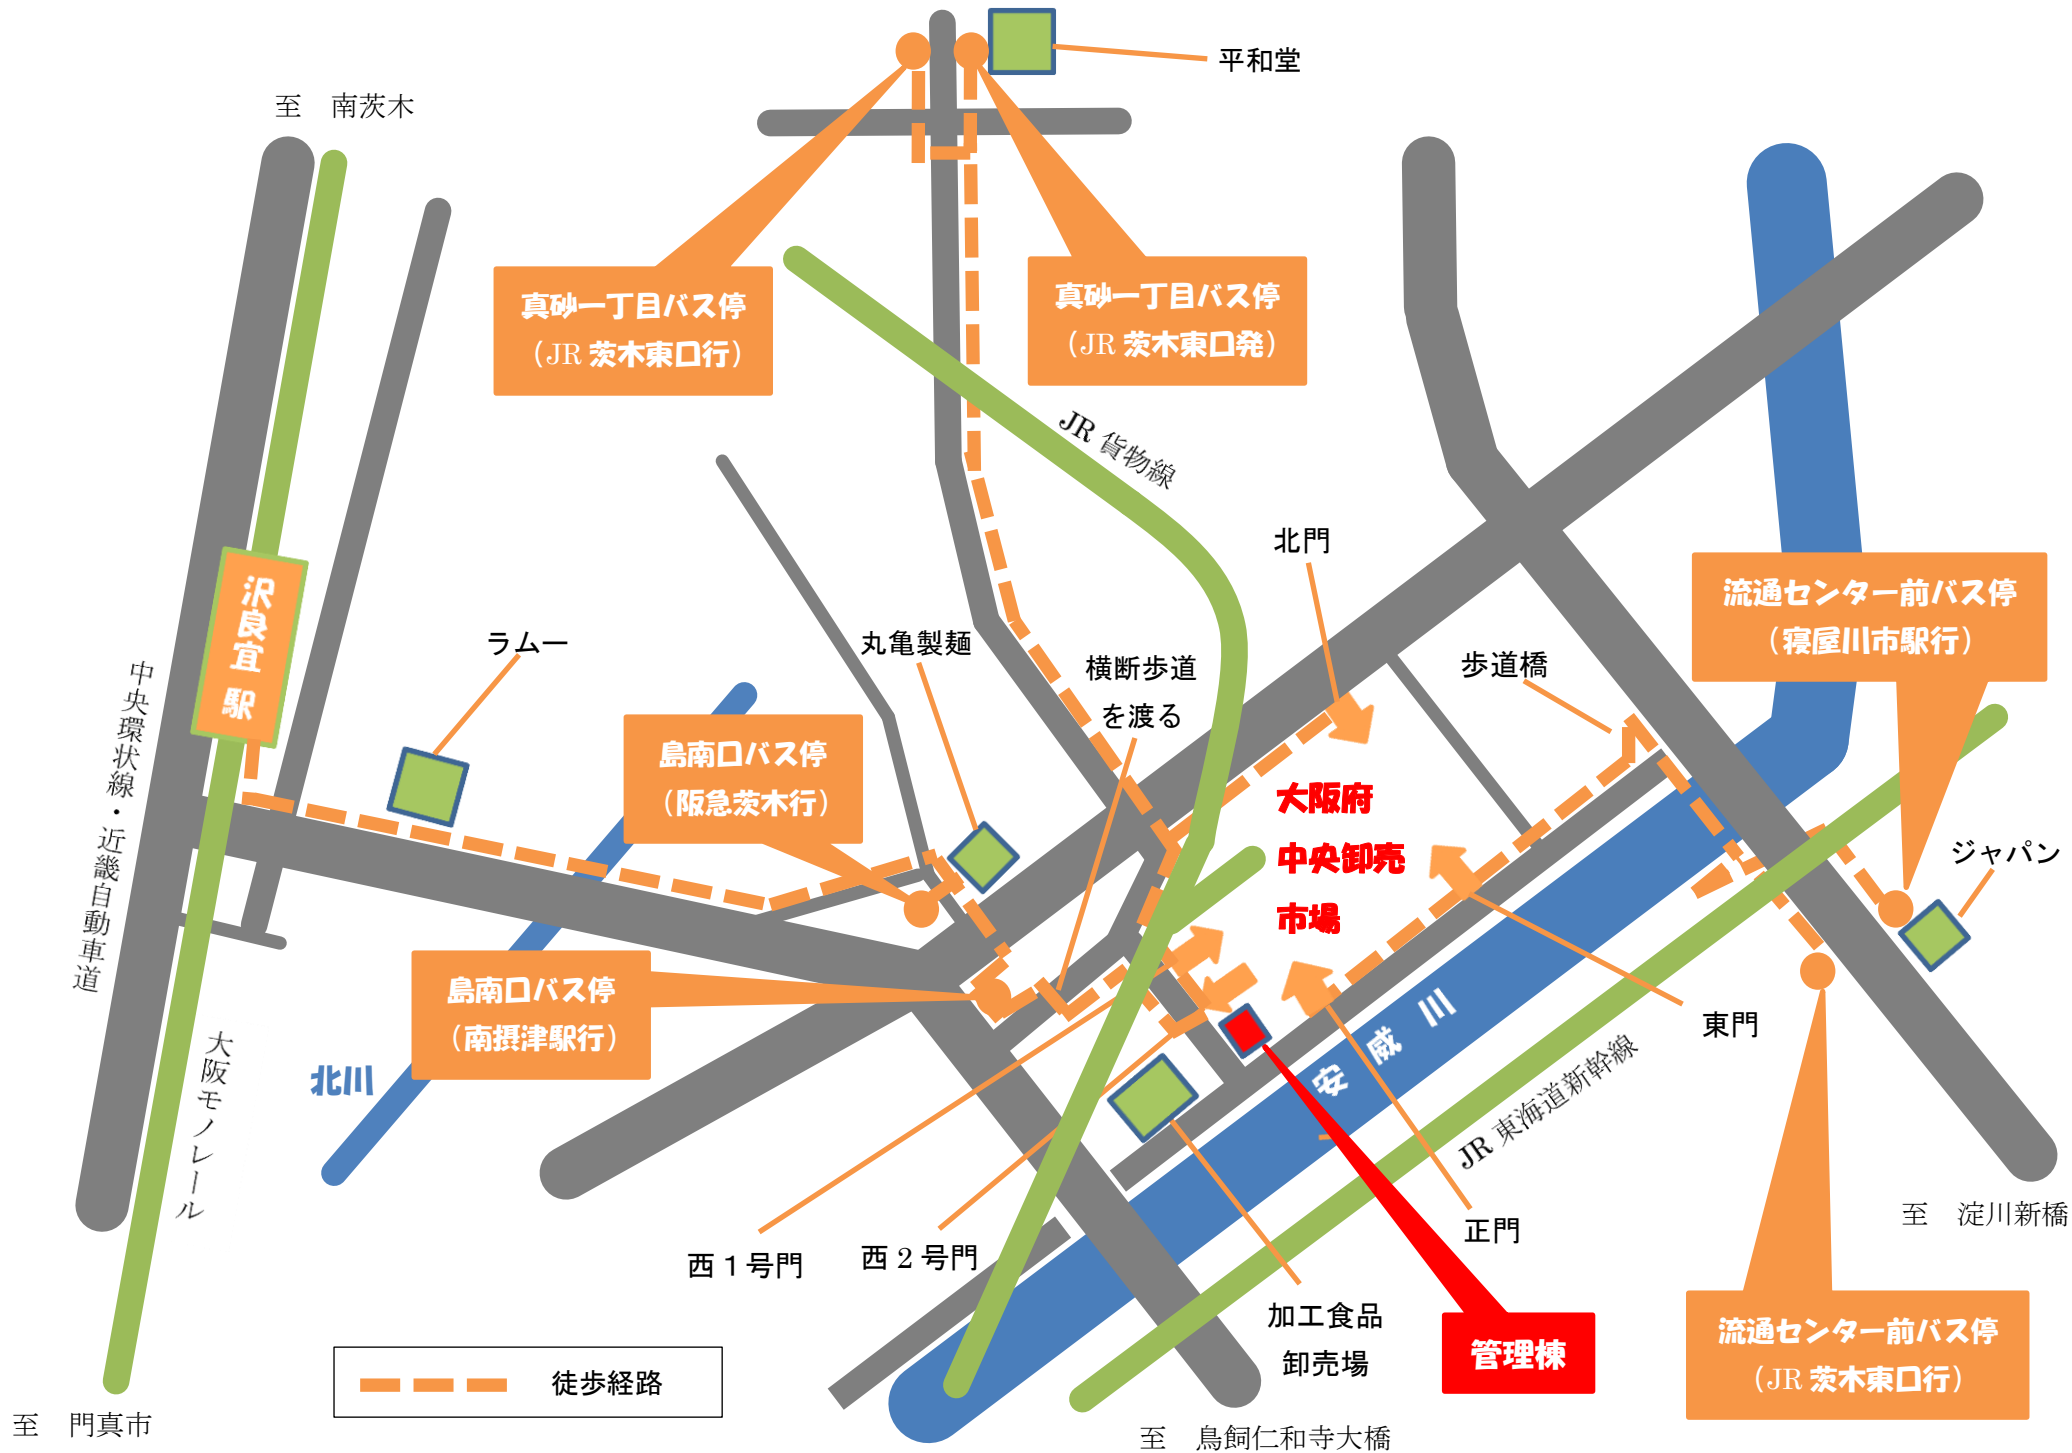 平和堂
至　南茨木
真砂一丁目バス停
（JR 茨木東口行）
真砂一丁目バス停
（JR 茨木東口発）
JR 貨物線
北門
沢良宜 駅
ラムー
丸亀製麺
横断歩道
を渡る
歩道橋
流通センター前バス停
（寝屋川市駅行）
中央環状線・近畿自動車道
島南口バス停
（阪急茨木行）
大阪府
中央卸売
市場
ジャパン
島南口バス停
（南摂津駅行）
東門
安威川
北川
大阪モノレール
JR 東海道新幹線
至　淀川新橋
西１号門
西 2 号門
正門
加工食品
卸売場
管理棟
流通センター前バス停
（JR 茨木東口行）
徒歩経路
至　門真市
至　鳥飼仁和寺大橋